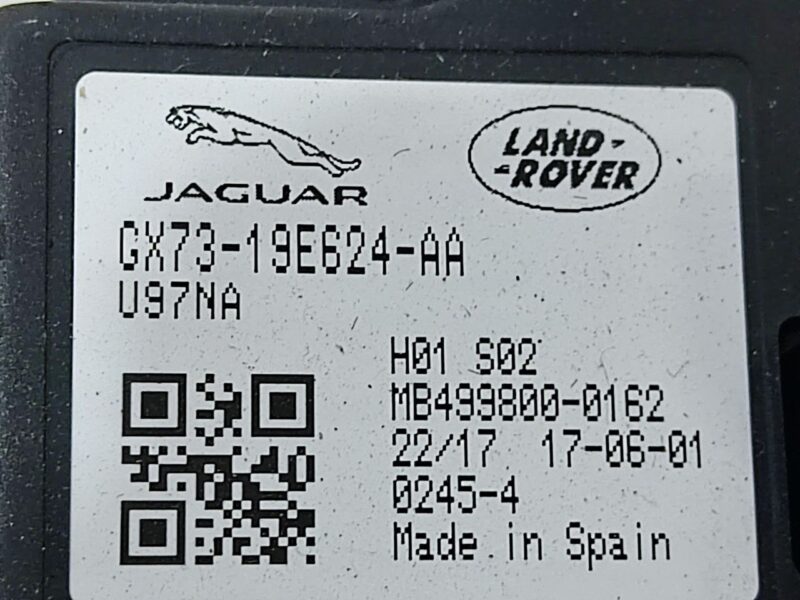 JAGUAR
LAND-
-ROVER
GX73-19E624-AA
U97NA
H01 S02
MB499800-0162
22/17 17-06-01
0245-4
Made in Spain